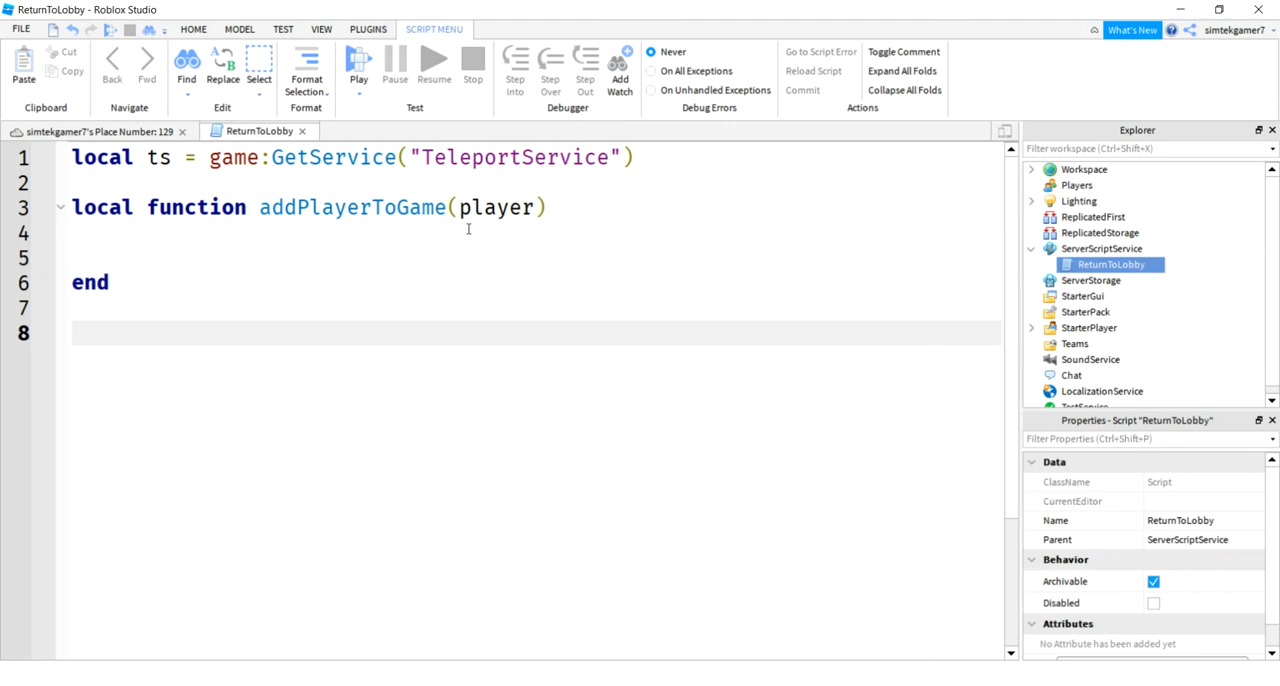 ReturnToLobby - Roblox Studio
FILE HOME MODEL TEST VIEW PLUGINS SCRIPT MENU What's New simtekgamer7
Paste Cut Copy Clipboard
Back Fwd Navigate
Find Replace Select Edit
Format Selection Format
Play Pause Resume Stop Test
Step Into Step Over Step Out Add Watch Debugger
Never
On All Exceptions
On Unhandled Exceptions
Debug Errors
Go to Script Error Toggle Comment
Reload Script Expand All Folds
Commit Collapse All Folds
Actions
simtekgamer7's Place Number: 129 ReturnToLobby
1 local ts = game:GetService("TeleportService")
2
3 local function addPlayerToGame(player)
4
5
6 end
7
8
Explorer
Filter workspace (Ctrl+Shift+X)
Workspace
Players
Lighting
ReplicatedFirst
ReplicatedStorage
ServerScriptService
ReturnToLobby
ServerStorage
StarterGui
StarterPack
StarterPlayer
Teams
SoundService
Chat
LocalizationService
TestService
Properties - Script "ReturnToLobby"
Filter Properties (Ctrl+Shift+P)
Data
ClassName Script
CurrentEditor
Name ReturnToLobby
Parent ServerScriptService
Behavior
Archivable
Disabled
Attributes
No Attribute has been added yet